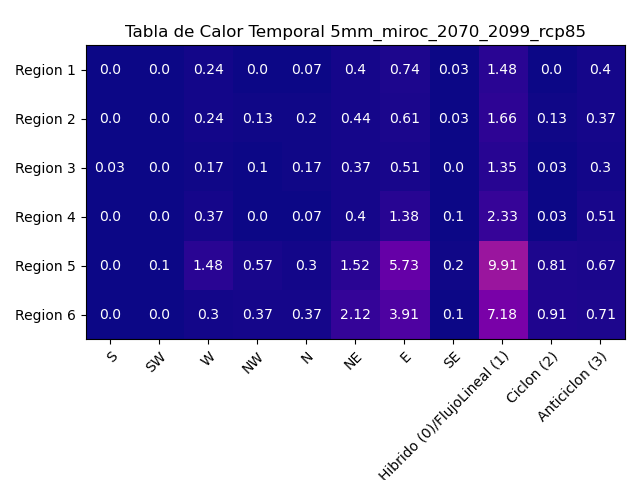 Tabla de Calor Temporal 5mm_miroc_2070_2099_rcp85
Region 1 0.0 0.0 0.24 0.0 0.07 0.4 0.74 0.03 1.48 0.0 0.4
Region 2 0.0 0.0 0.24 0.13 0.2 0.44 0.61 0.03 1.66 0.13 0.37
Region 3 0.03 0.0 0.17 0.1 0.17 0.37 0.51 0.0 1.35 0.03 0.3
Region 4 0.0 0.0 0.37 0.0 0.07 0.4 1.38 0.1 2.33 0.03 0.51
Region 5 0.0 0.1 1.48 0.57 0.3 1.52 5.73 0.2 9.91 0.81 0.67
Region 6 0.0 0.0 0.3 0.37 0.37 2.12 3.91 0.1 7.18 0.91 0.71
S SW W NW N NE E SE Hibrido (0)/FlujoLineal (1) Ciclon (2) Anticiclon (3)